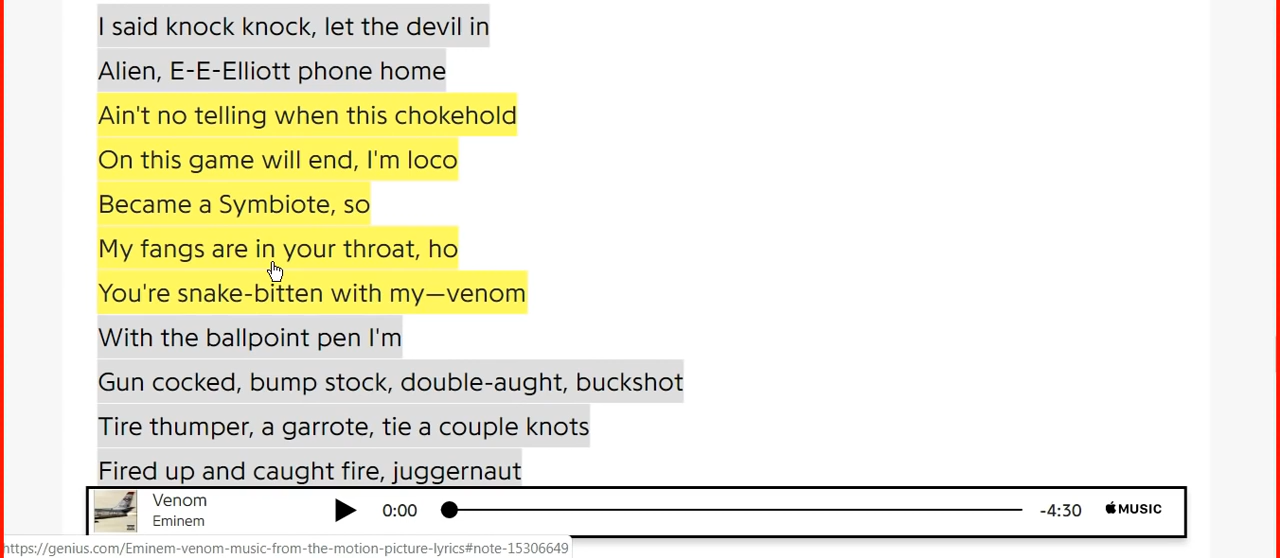 I said knock knock, let the devil in
Alien, E-E-Elliott phone home
Ain't no telling when this chokehold
On this game will end, I'm loco
Became a Symbiote, so
My fangs are in your throat, ho
You're snake-bitten with my—venom
With the ballpoint pen I'm
Gun cocked, bump stock, double-aught, buckshot
Tire thumper, a garrote, tie a couple knots
Fired up and caught fire, juggernaut
Venom
Eminem
0:00
-4:30
MUSIC
https://genius.com/Eminem-venom-music-from-the-motion-picture-lyrics#note-15306649